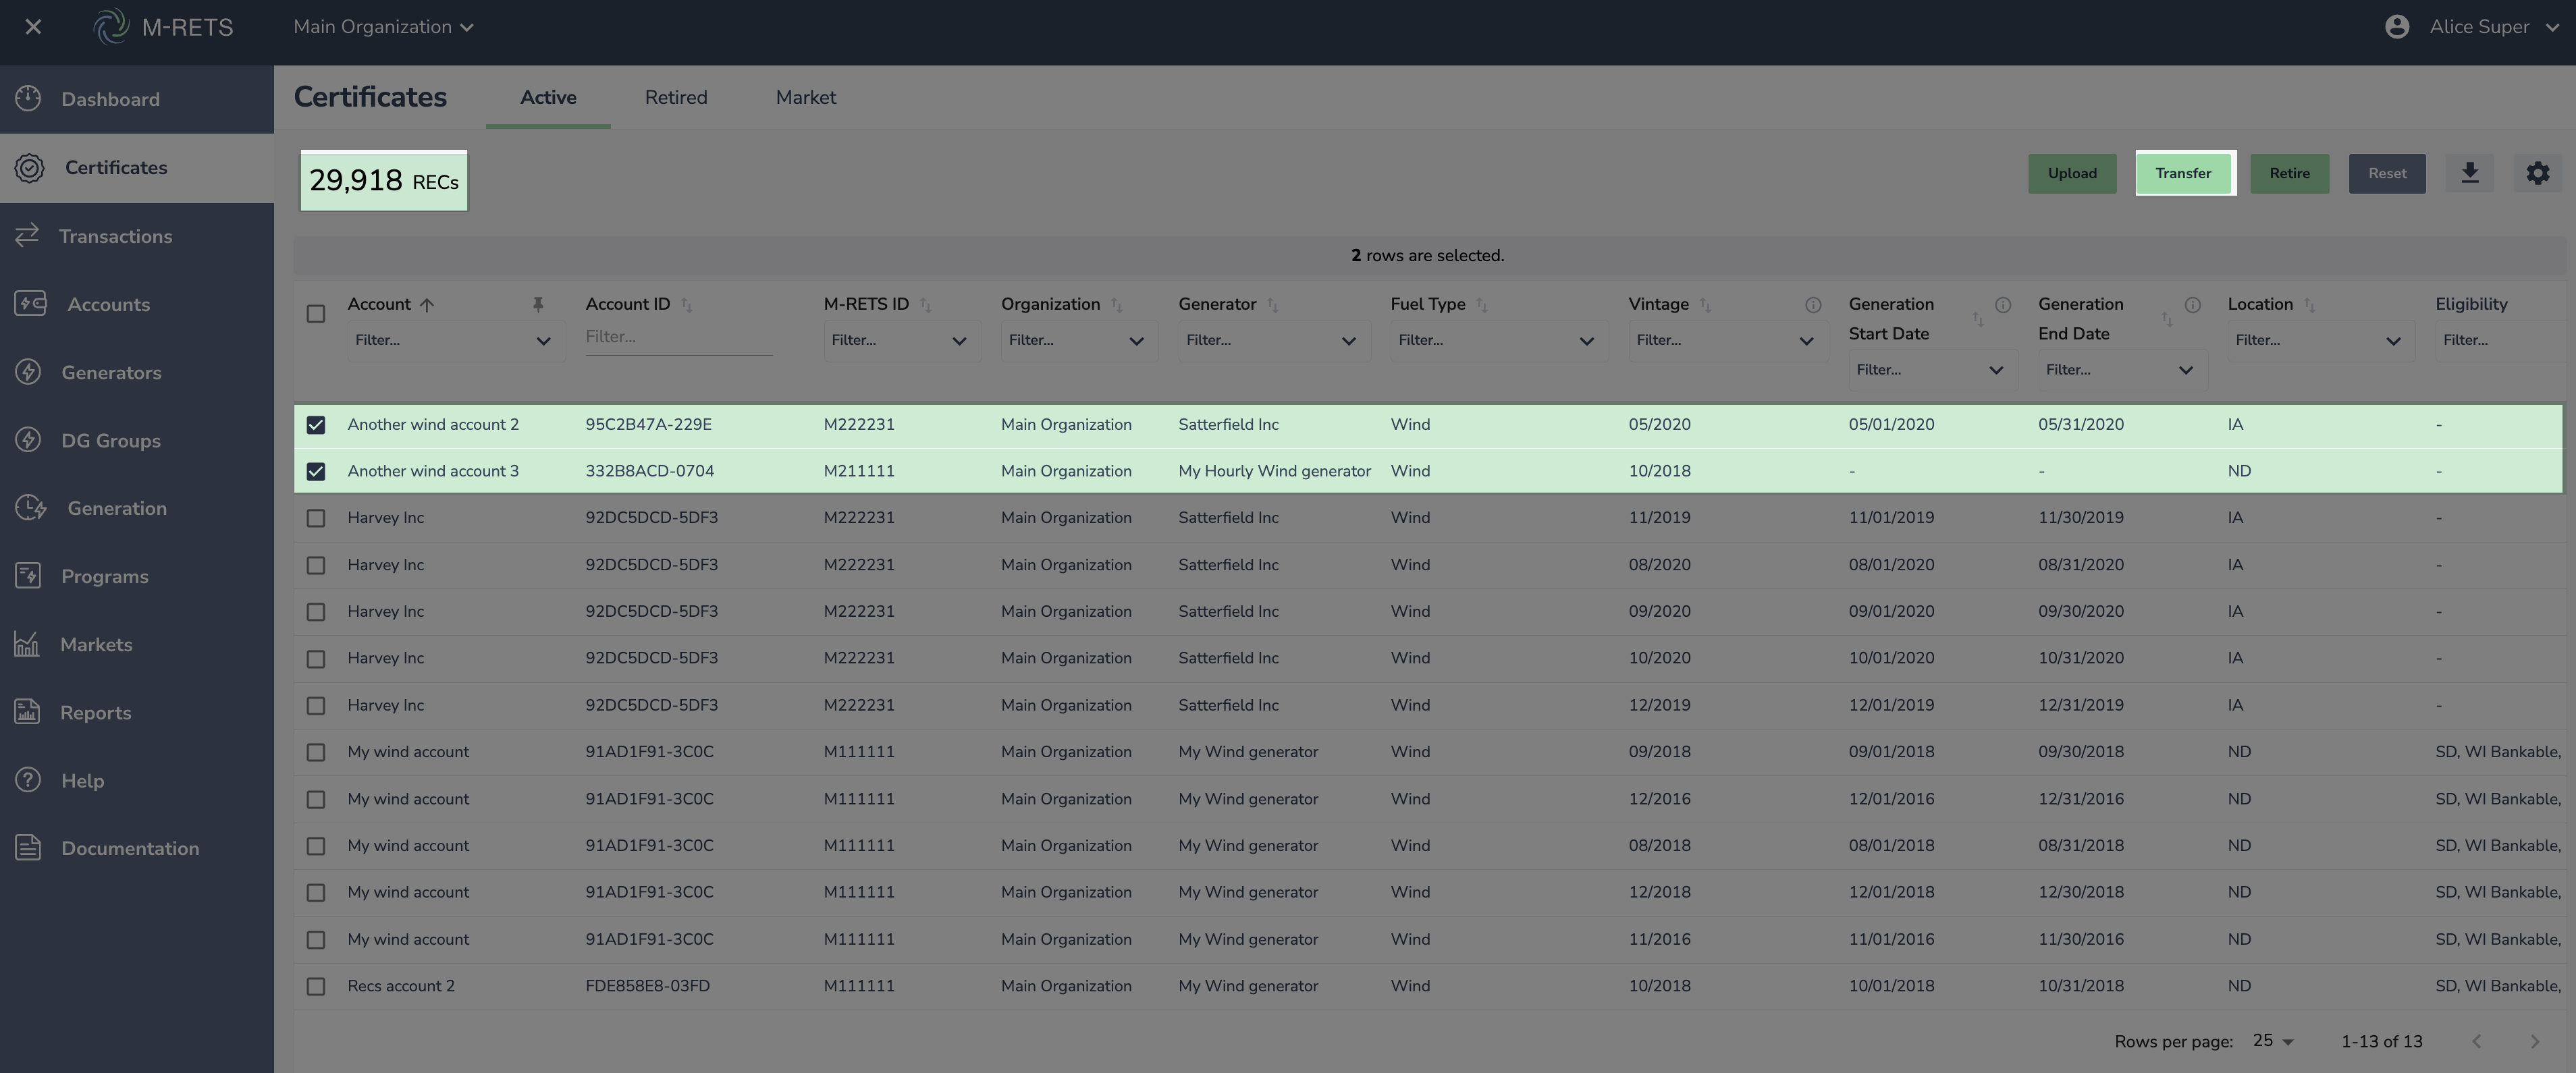 M-RETS
Main Organization
Alice Super
Dashboard
Certificates
Transactions
Accounts
Generators
DG Groups
Generation
Programs
Markets
Reports
Help
Documentation
Certificates Active Retired Market
29,918 RECs
Upload Transfer Retire Reset
2 rows are selected.
Account Account ID M-RETS ID Organization Generator Fuel Type Vintage Generation Start Date Generation End Date Location Eligibility
Filter... Filter... Filter... Filter... Filter... Filter... Filter... Filter... Filter... Filter... Filter...
Another wind account 2 95C2B47A-229E M222231 Main Organization Satterfield Inc Wind 05/2020 05/01/2020 05/31/2020 IA -
Another wind account 3 332B8ACD-0704 M211111 Main Organization My Hourly Wind generator Wind 10/2018 - - ND -
Harvey Inc 92DC5DCD-5DF3 M222231 Main Organization Satterfield Inc Wind 11/2019 11/01/2019 11/30/2019 IA -
Harvey Inc 92DC5DCD-5DF3 M222231 Main Organization Satterfield Inc Wind 08/2020 08/01/2020 08/31/2020 IA -
Harvey Inc 92DC5DCD-5DF3 M222231 Main Organization Satterfield Inc Wind 09/2020 09/01/2020 09/30/2020 IA -
Harvey Inc 92DC5DCD-5DF3 M222231 Main Organization Satterfield Inc Wind 10/2020 10/01/2020 10/31/2020 IA -
Harvey Inc 92DC5DCD-5DF3 M222231 Main Organization Satterfield Inc Wind 12/2019 12/01/2019 12/31/2019 IA -
My wind account 91AD1F91-3C0C M111111 Main Organization My Wind generator Wind 09/2018 09/01/2018 09/30/2018 ND SD, WI Bankable,
My wind account 91AD1F91-3C0C M111111 Main Organization My Wind generator Wind 12/2016 12/01/2016 12/31/2016 ND SD, WI Bankable,
My wind account 91AD1F91-3C0C M111111 Main Organization My Wind generator Wind 08/2018 08/01/2018 08/31/2018 ND SD, WI Bankable,
My wind account 91AD1F91-3C0C M111111 Main Organization My Wind generator Wind 12/2018 12/01/2018 12/30/2018 ND SD, WI Bankable,
My wind account 91AD1F91-3C0C M111111 Main Organization My Wind generator Wind 11/2016 11/01/2016 11/30/2016 ND SD, WI Bankable,
Recs account 2 FDE858E8-03FD M111111 Main Organization My Wind generator Wind 10/2018 10/01/2018 10/31/2018 ND SD, WI Bankable,
Rows per page: 25 1-13 of 13